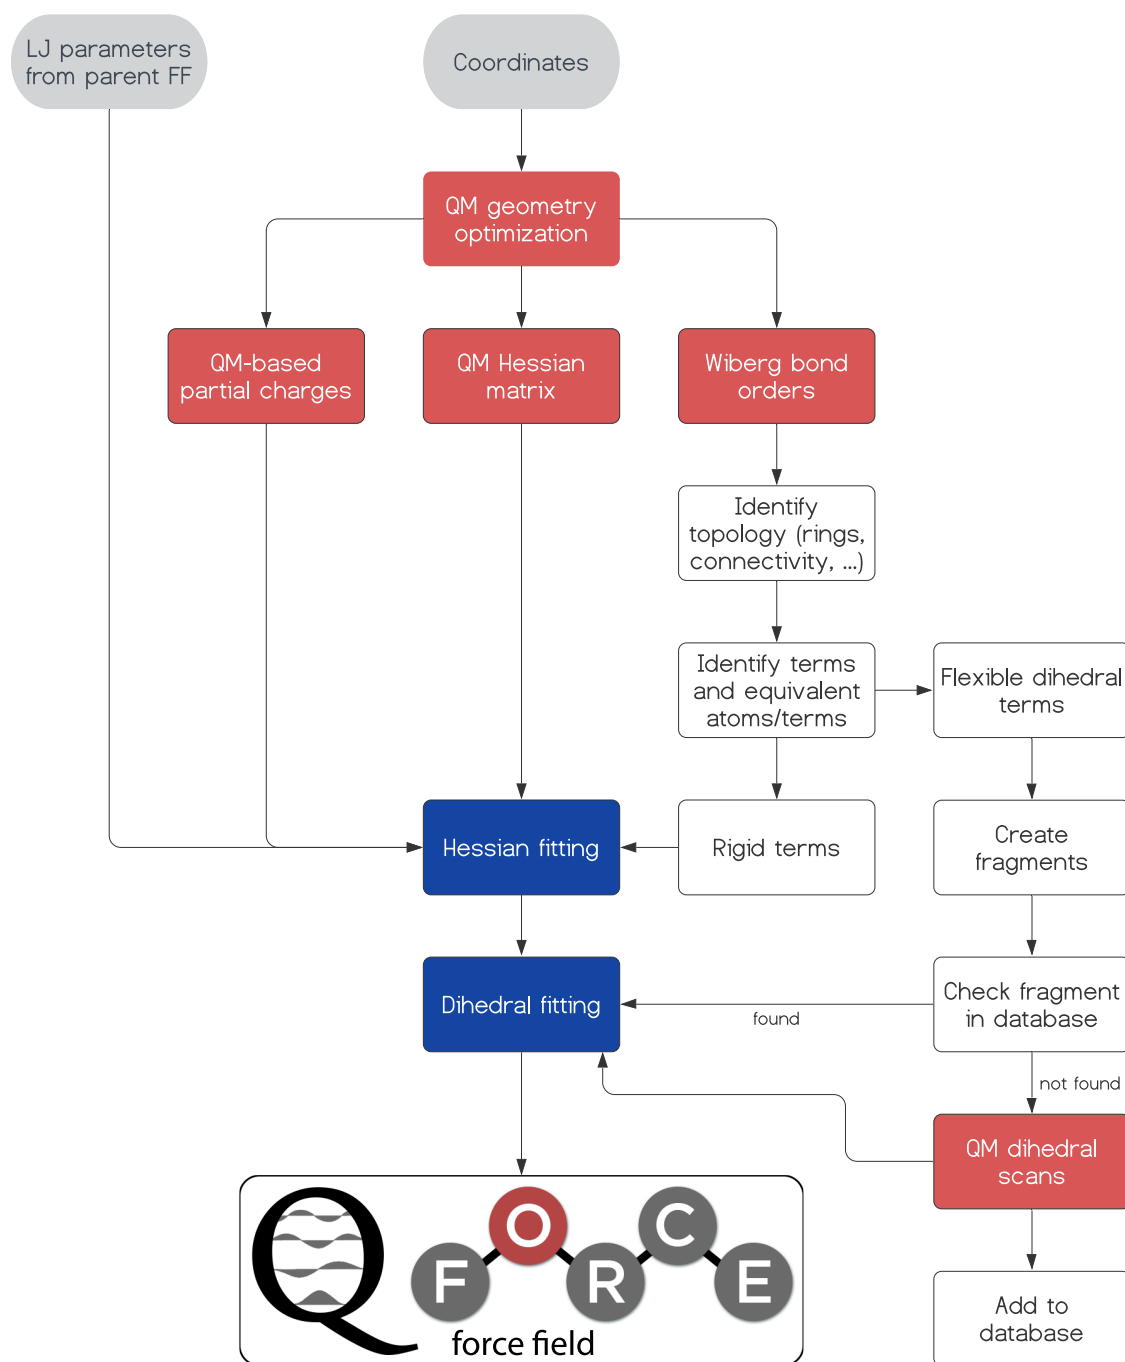 LJ parameters
from parent FF
Coordinates
QM geometry
optimization
QM-based
partial charges
QM Hessian
matrix
Wiberg bond
orders
Identify
topology (rings,
connectivity, ...)
Identify terms
and equivalent
atoms/terms
Flexible dihedral
terms
Hessian fitting
Rigid terms
Create
fragments
Dihedral fitting
found
Check fragment
in database
not found
QM dihedral
scans
Q FORCE
force field
Add to
database